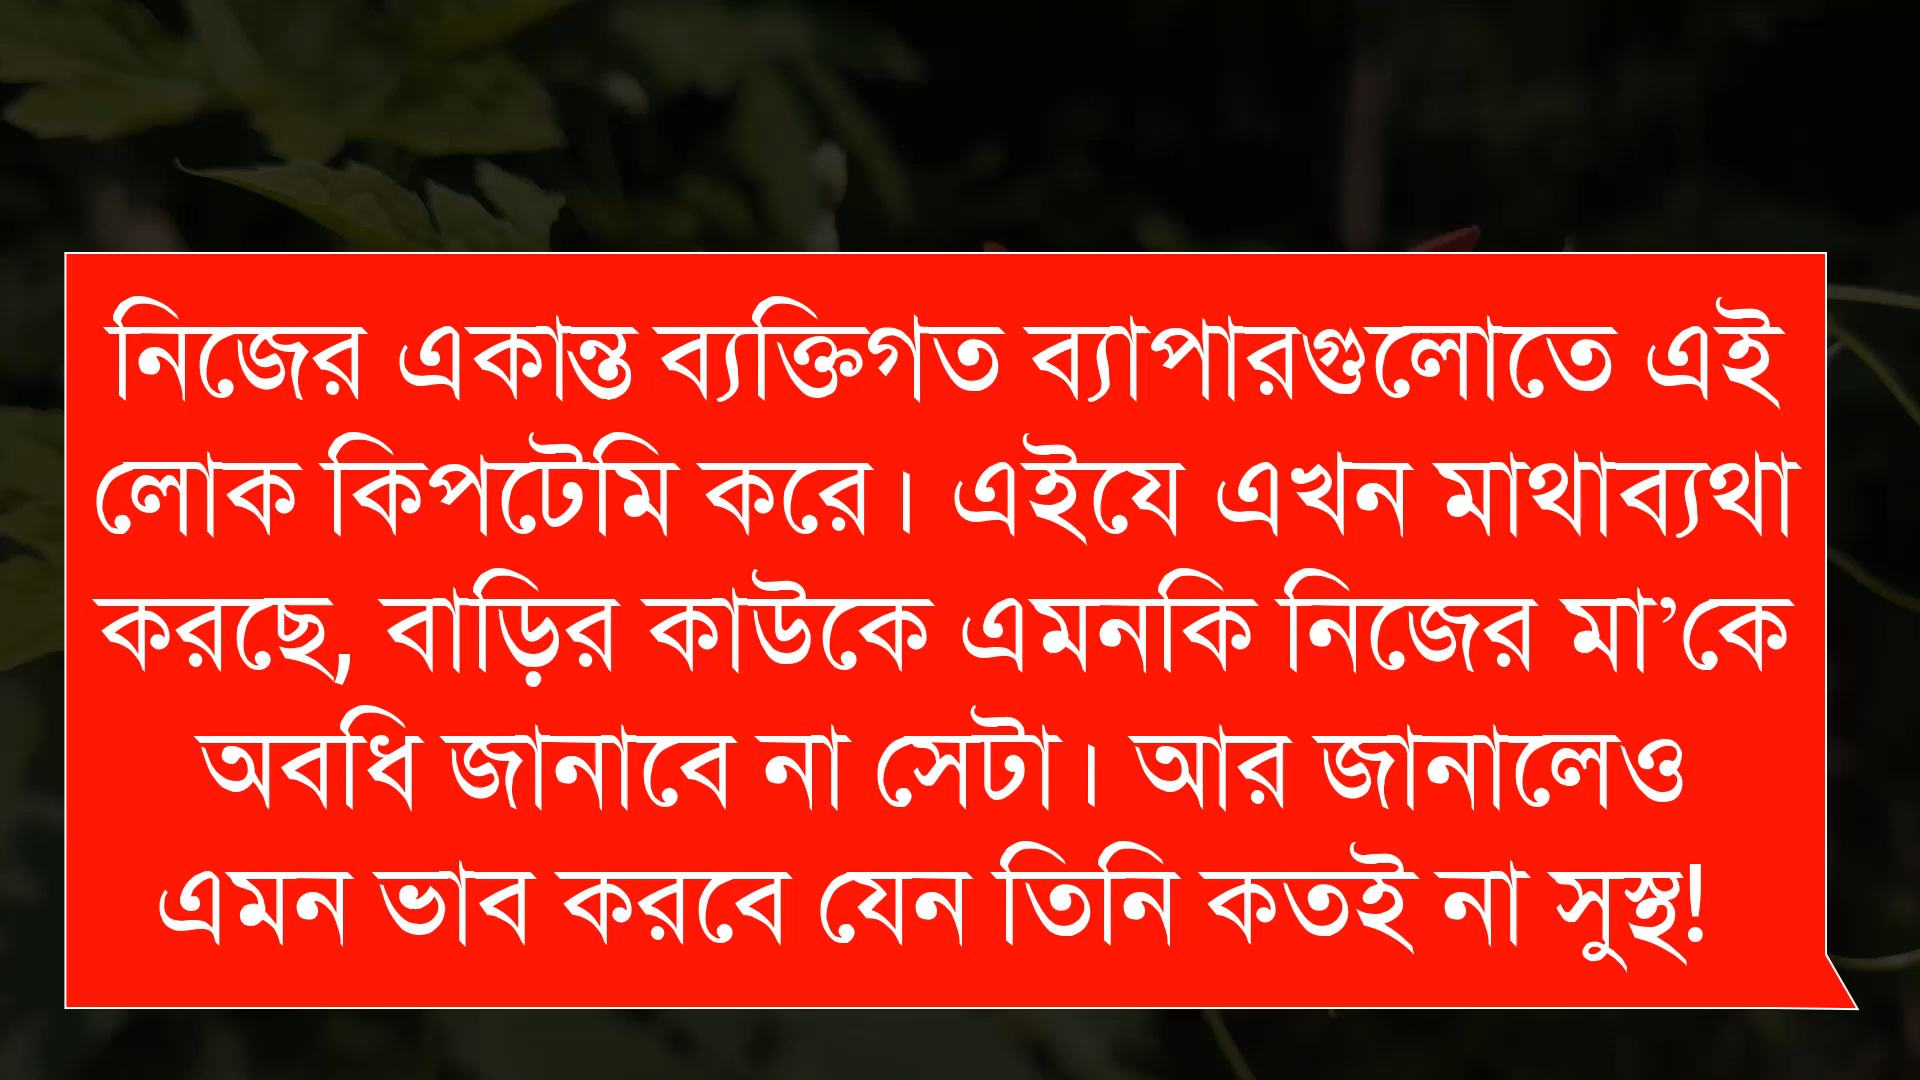 নিজের একান্ত ব্যক্তিগত ব্যাপারগুলোতে এই
লোক কিপটেমি করে। এইযে এখন মাথাব্যথা
করছে, বাড়ির কাউকে এমনকি নিজের মা’কে
অবধি জানাবে না সেটা। আর জানালেও
এমন ভাব করবে যেন তিনি কতই না সুস্থ!